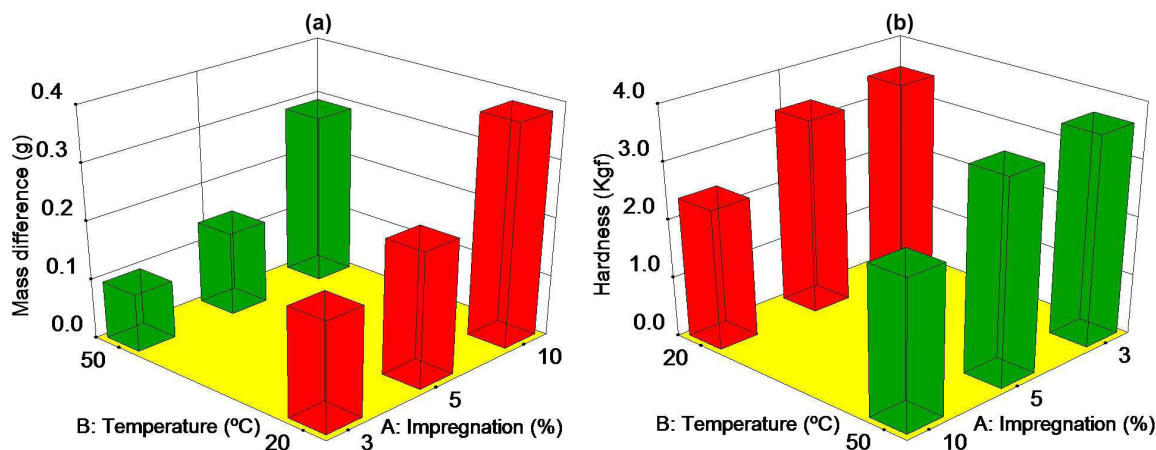 (a)
Mass difference (g)
0.4
0.3
0.2
0.1
0.0
50
20
B: Temperature (ºC)
3
5
10
A: Impregnation (%)
(b)
Hardness (Kgf)
4.0
3.0
2.0
1.0
0.0
20
50
B: Temperature (ºC)
10
5
3
A: Impregnation (%)